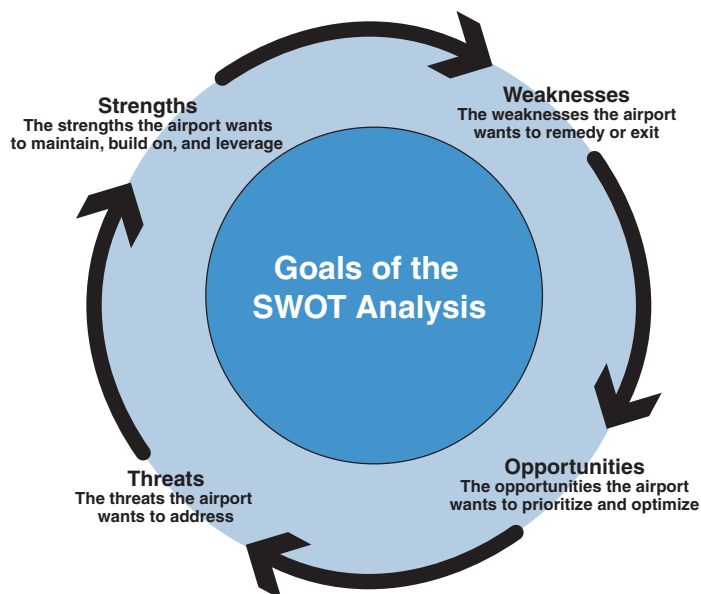 Strengths
The strengths the airport wants
to maintain, build on, and leverage
Weaknesses
The weaknesses the airport
wants to remedy or exit
Goals of the
SWOT Analysis
Opportunities
The opportunities the airport
wants to prioritize and optimize
Threats
The threats the airport
wants to address